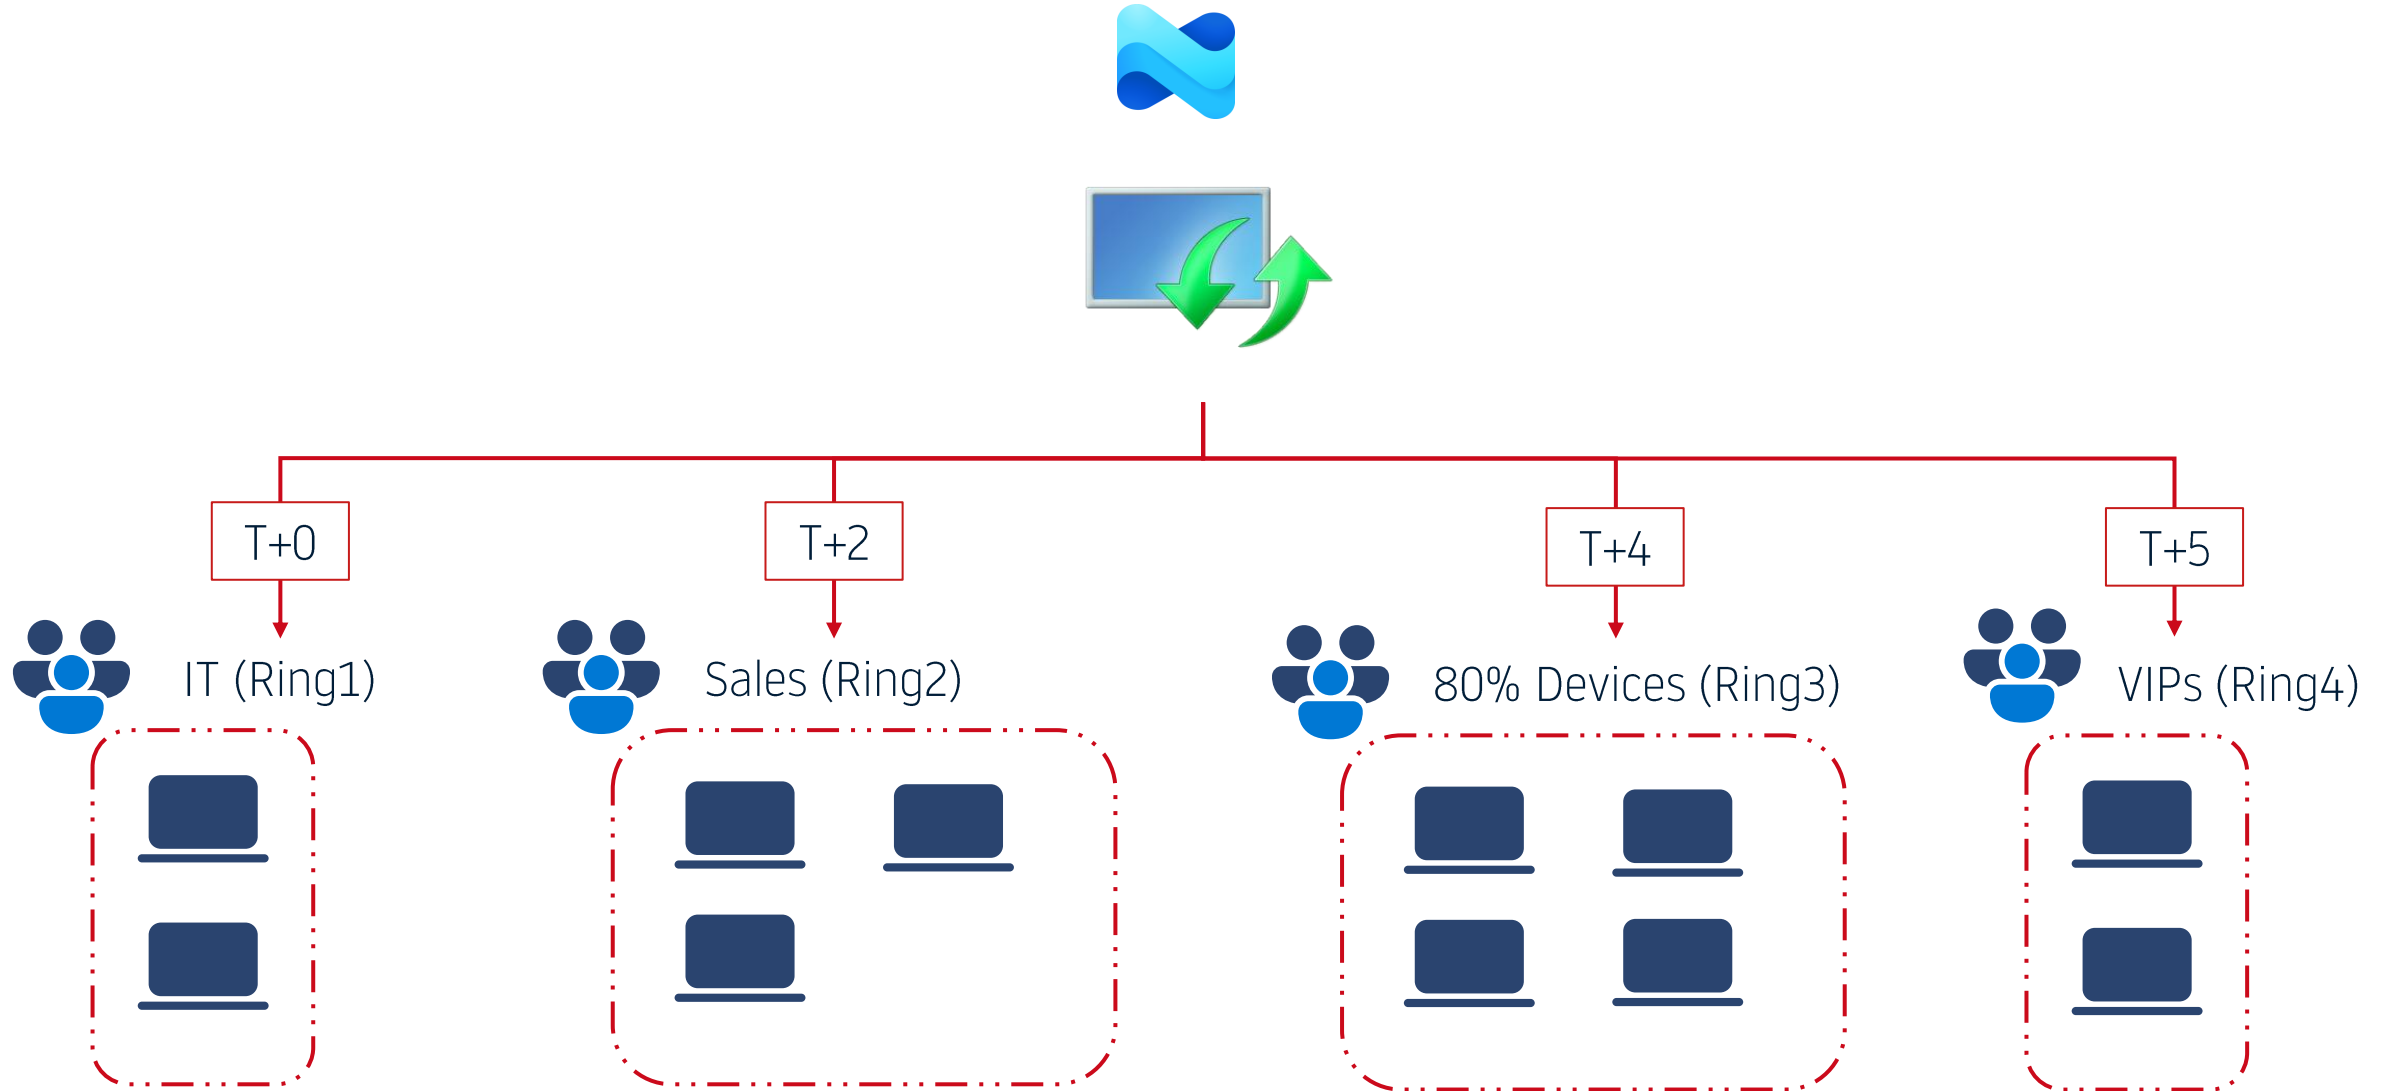 T+0
T+2
T+4
T+5
IT (Ring1)
Sales (Ring2)
80% Devices (Ring3)
VIPs (Ring4)